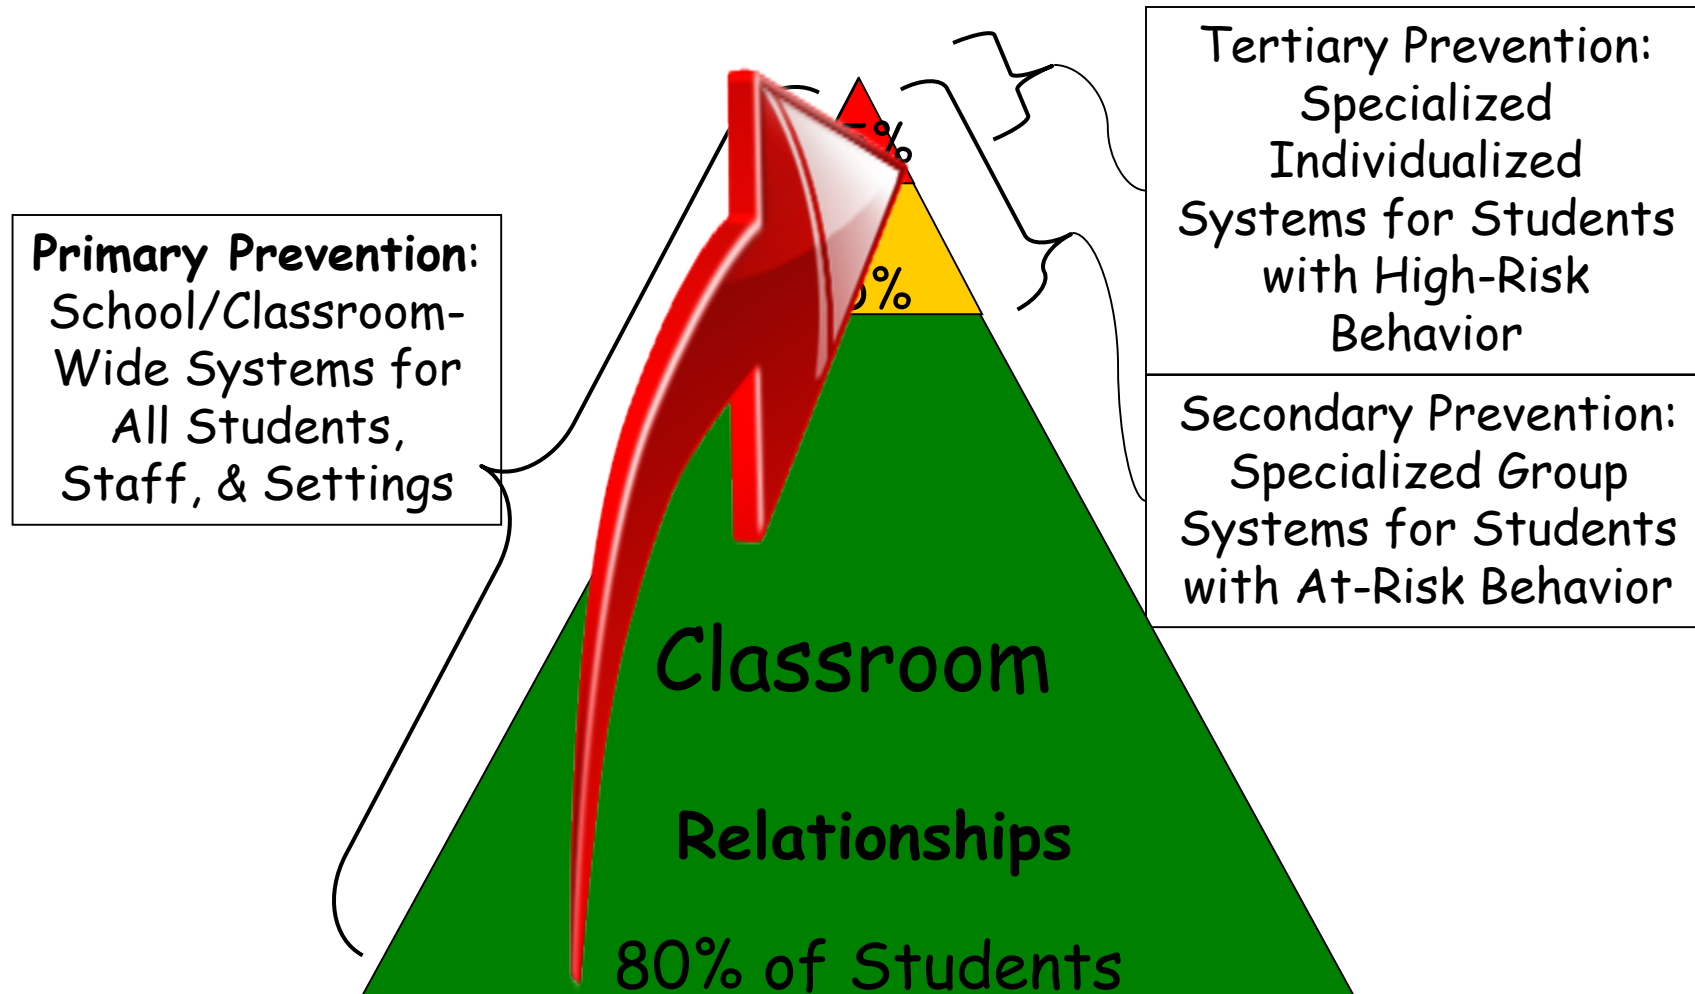 Primary Prevention:
School/Classroom-
Wide Systems for
All Students,
Staff, & Settings
Tertiary Prevention:
Specialized
Individualized
Systems for Students
with High-Risk
Behavior
Secondary Prevention:
Specialized Group
Systems for Students
with At-Risk Behavior
Classroom
Relationships
80% of Students